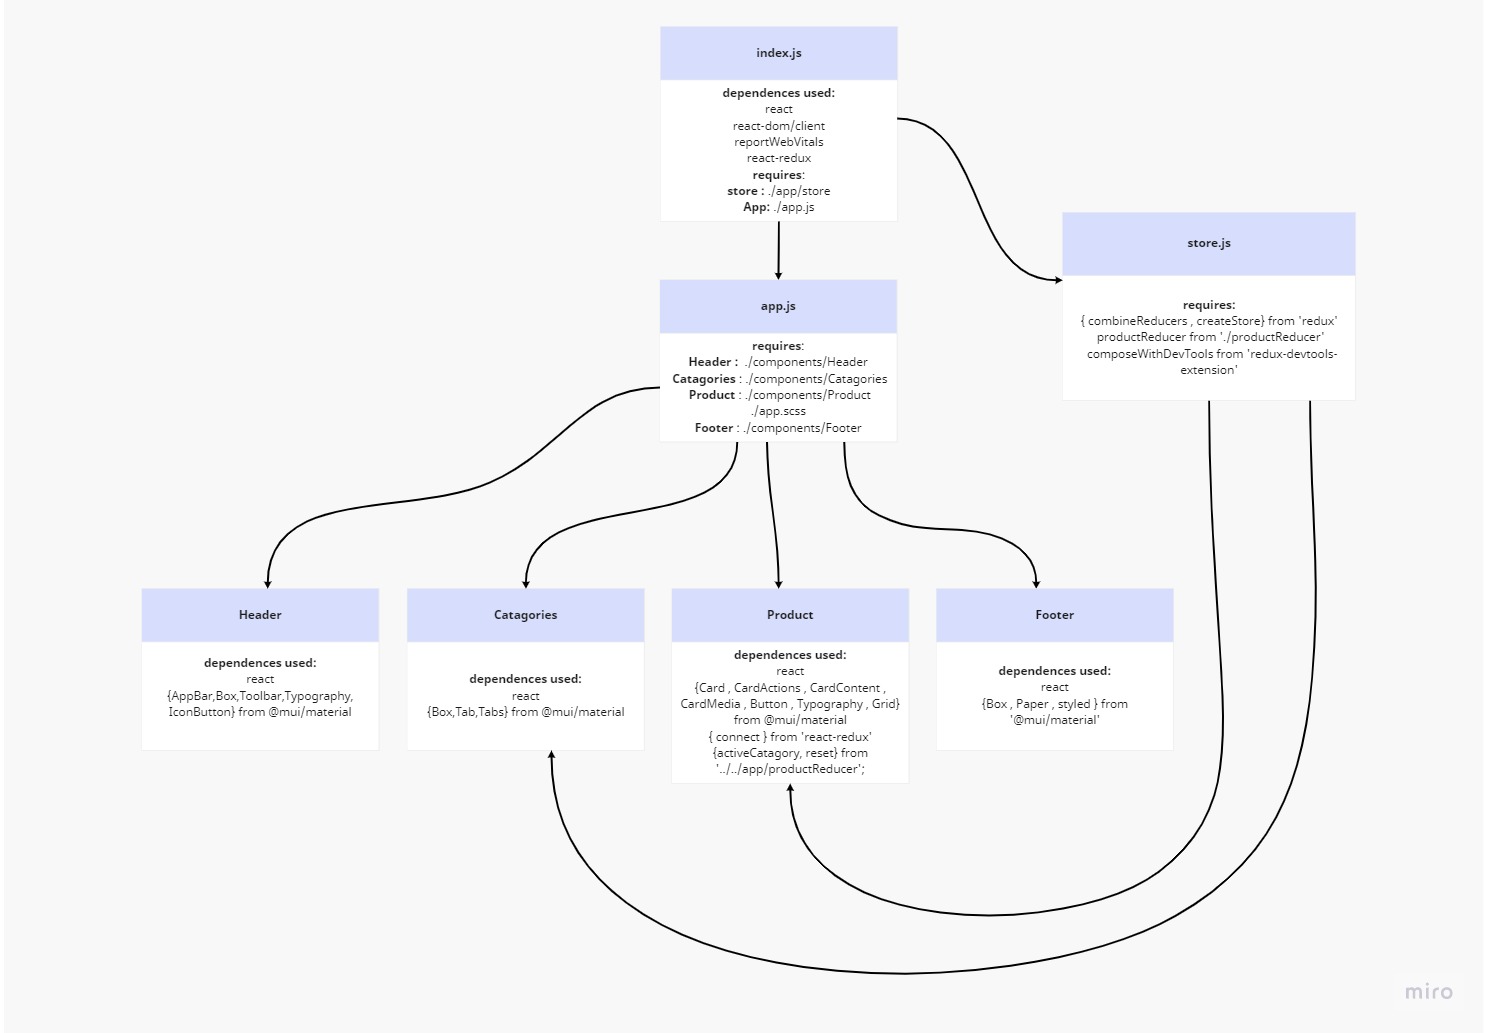 index.js
dependences used:
react
react-dom/client
reportWebVitals
react-redux
requires:
store : ./app/store
App: ./app.js
store.js
requires:
{ combineReducers , createStore} from 'redux'
productReducer from './productReducer'
composeWithDevTools from 'redux-devtools-
extension'
app.js
requires:
Header : ./components/Header
Catagories : ./components/Catagories
Product : ./components/Product
./app.scss
Footer : ./components/Footer
Header
dependences used:
react
{AppBar,Box,Toolbar,Typography,
IconButton} from @mui/material
Catagories
dependences used:
react
{Box,Tab,Tabs} from @mui/material
Product
dependences used:
react
{Card , CardActions , CardContent ,
CardMedia , Button , Typography , Grid}
from @mui/material
{ connect } from 'react-redux'
{activeCatagory, reset} from
'../../app/productReducer';
Footer
dependences used:
react
{Box , Paper , styled } from
'@mui/material'
miro